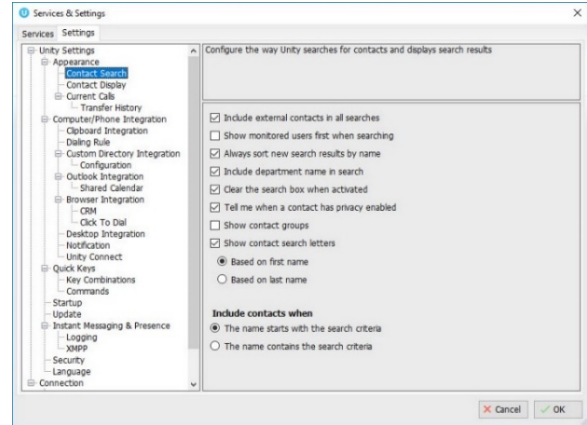 Services & Settings
Services Settings
Unity Settings
Appearance
Contact Search
Contact Display
Current Calls
Transfer History
Computer/Phone Integration
Clipboard Integration
Dialing Rule
Custom Directory Integration
Configuration
Outlook Integration
Shared Calendar
Browser Integration
CRM
Click To Dial
Desktop Integration
Notification
Unity Connect
Quick Keys
Key Combinations
Commands
Startup
Update
Instant Messaging & Presence
Logging
XMPP
Security
Language
Connection
Configure the way Unity searches for contacts and displays search results
Include external contacts in all searches
Show monitored users first when searching
Always sort new search results by name
Include department name in search
Clear the search box when activated
Tell me when a contact has privacy enabled
Show contact groups
Show contact search letters
Based on first name
Based on last name
Include contacts when
The name starts with the search criteria
The name contains the search criteria
Cancel OK